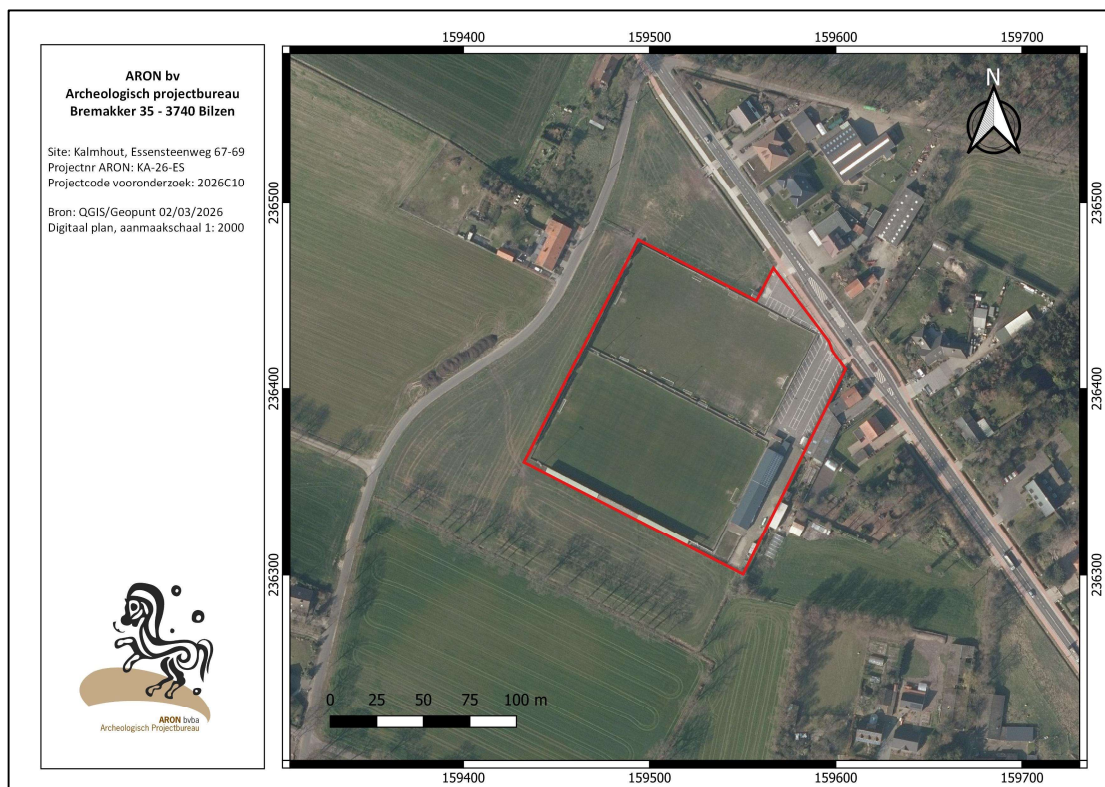 ARON bv
Archeologisch projectbureau
Bremakker 35 - 3740 Bilzen
Site: Kalmhout, Essensteenweg 67-69
Projectnr ARON: KA-26-ES
Projectcode vooronderzoek: 2026C10
Bron: QGIS/Geopunt 02/03/2026
Digitaal plan, aanmaakschaal 1: 2000
ARON bvba
Archeologisch Projectbureau
159400 159500 159600 159700
N
236500 236500
236400 236400
236300 236300
0 25 50 75 100 m
159400 159500 159600 159700